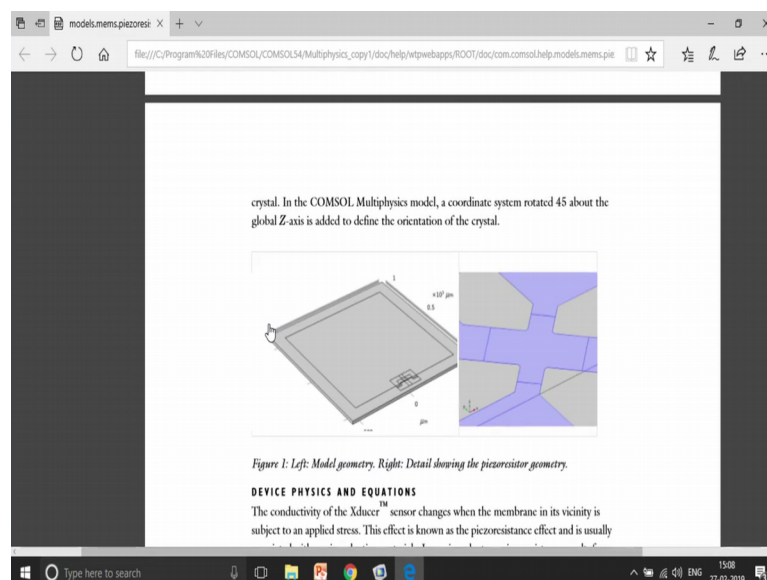 models.mems.piezoresi:
file:///C:/Program%20Files/COMSOL/COMSOL54/Multiphysics_copy1/doc/help/wtpwebapps/ROOT/doc/com.comsol.help.models.mems.pie
crystal. In the COMSOL Multiphysics model, a coordinate system rotated 45 about the
global Z-axis is added to define the orientation of the crystal.
1
×10³ μm
0.5
0
μm
Figure 1: Left: Model geometry. Right: Detail showing the piezoresistor geometry.
DEVICE PHYSICS AND EQUATIONS
The conductivity of the Xducer™ sensor changes when the membrane in its vicinity is
subject to an applied stress. This effect is known as the piezoresistance effect and is usually
Type here to search
ENG
15:08
27-02-2019